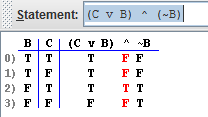 Statement: (C v B) ^ (~B)
B C (C v B) ^ ~B
0) T T T F F
1) T F T F F
2) F T T T T
3) F F F F T